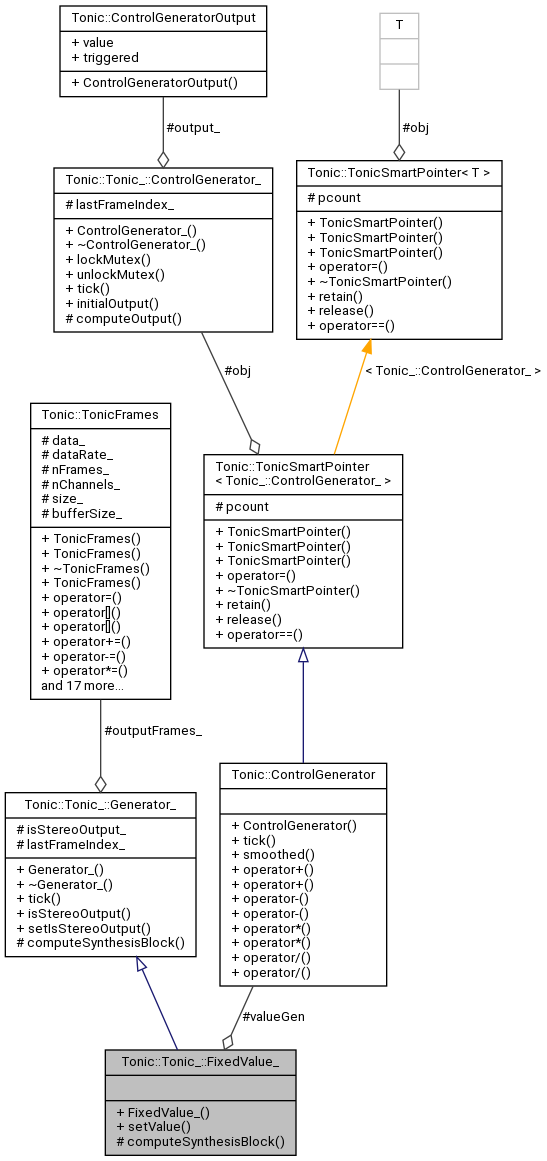 Tonic::ControlGeneratorOutput
+ value
+ triggered
+ ControlGeneratorOutput()
T
#output_
#obj
Tonic::Tonic_::ControlGenerator_
# lastFrameIndex_
+ ControlGenerator_()
+ ~ControlGenerator_()
+ lockMutex()
+ unlockMutex()
+ tick()
+ initialOutput()
# computeOutput()
Tonic::TonicSmartPointer< T >
# pcount
+ TonicSmartPointer()
+ TonicSmartPointer()
+ TonicSmartPointer()
+ operator=()
+ ~TonicSmartPointer()
+ retain()
+ release()
+ operator==()
#obj
< Tonic_::ControlGenerator_ >
Tonic::TonicFrames
# data_
# dataRate_
# nFrames_
# nChannels_
# size_
# bufferSize_
+ TonicFrames()
+ TonicFrames()
+ ~TonicFrames()
+ TonicFrames()
+ operator=()
+ operator[]()
+ operator[]()
+ operator+=()
+ operator-=()
+ operator*=()
and 17 more...
Tonic::TonicSmartPointer
< Tonic_::ControlGenerator_ >
# pcount
+ TonicSmartPointer()
+ TonicSmartPointer()
+ TonicSmartPointer()
+ operator=()
+ ~TonicSmartPointer()
+ retain()
+ release()
+ operator==()
#outputFrames_
Tonic::Tonic_::Generator_
# isStereoOutput_
# lastFrameIndex_
+ Generator_()
+ ~Generator_()
+ tick()
+ isStereoOutput()
+ setIsStereoOutput()
# computeSynthesisBlock()
Tonic::ControlGenerator
+ ControlGenerator()
+ tick()
+ smoothed()
+ operator+()
+ operator+()
+ operator-()
+ operator-()
+ operator*()
+ operator*()
+ operator/()
+ operator/()
#valueGen
Tonic::Tonic_::FixedValue_
+ FixedValue_()
+ setValue()
# computeSynthesisBlock()